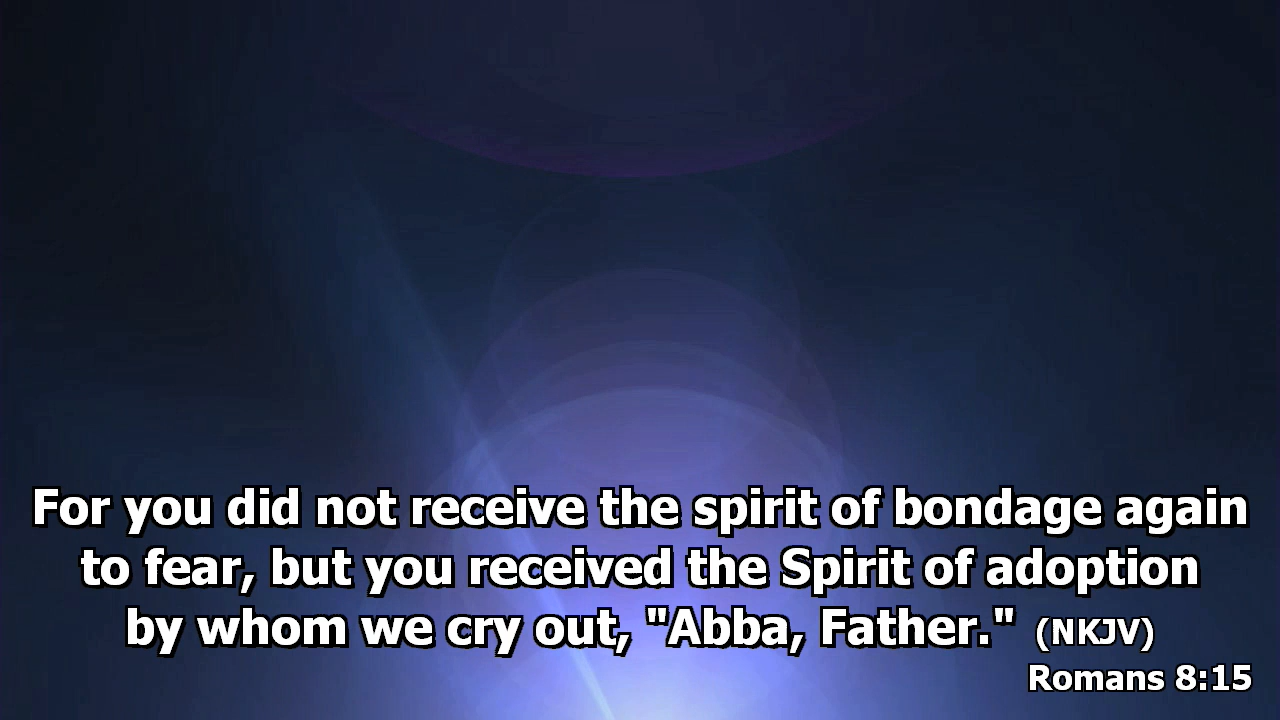 For you did not receive the spirit of bondage again
to fear, but you received the Spirit of adoption
by whom we cry out, "Abba, Father." (NKJV)
Romans 8:15